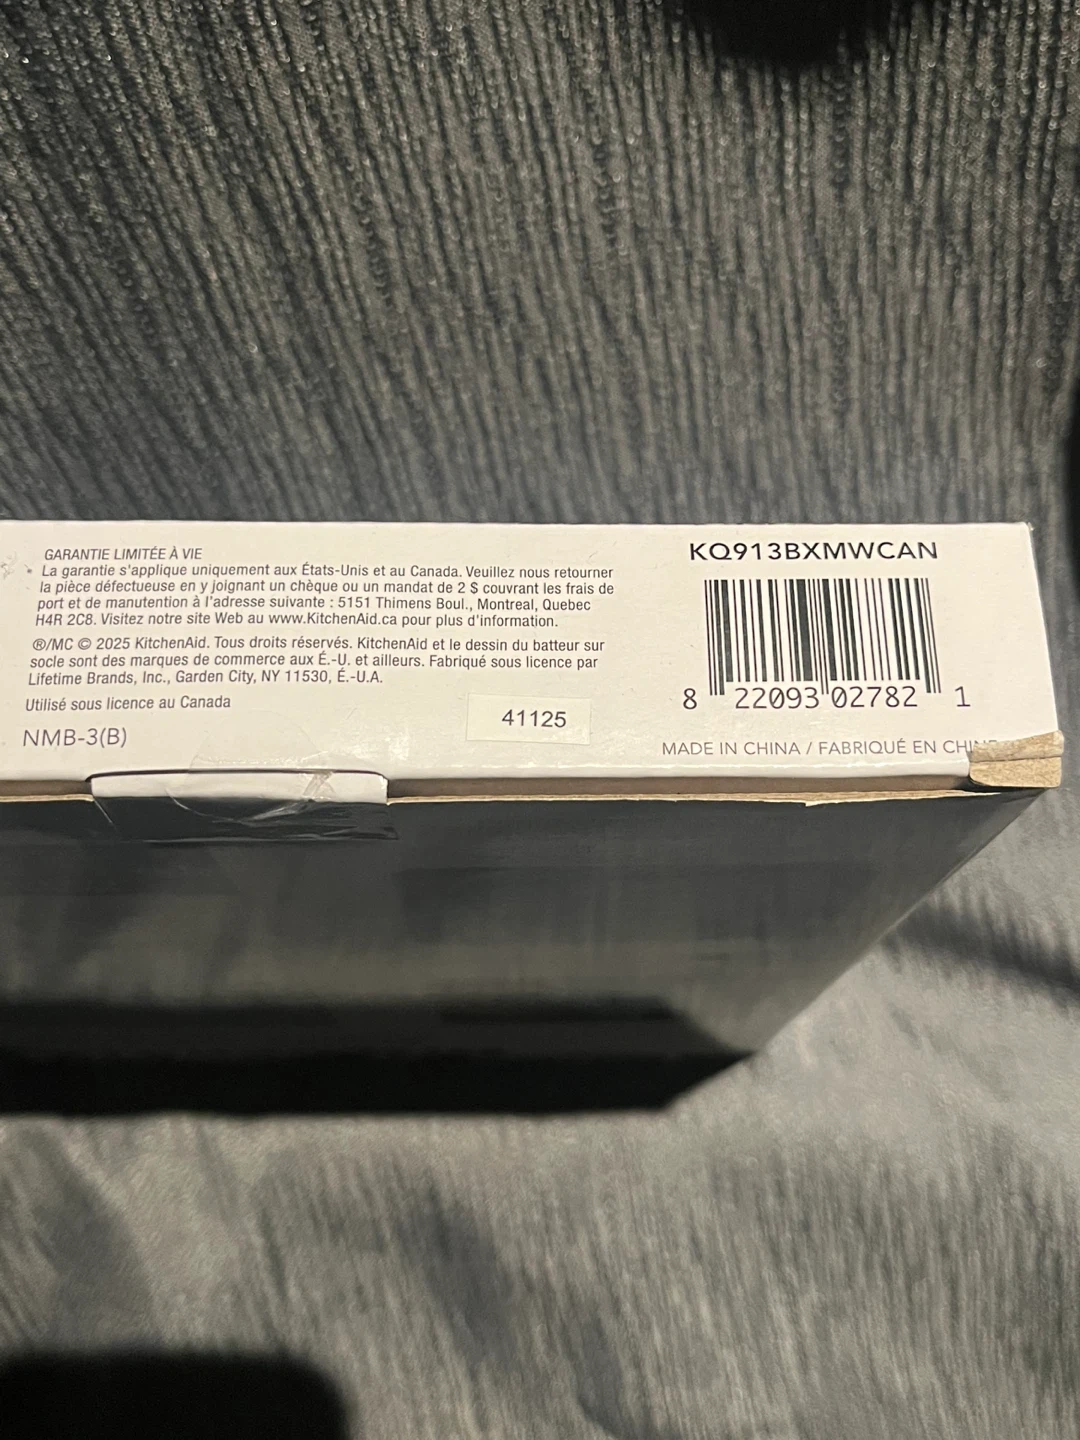 GARANTIE LIMITÉE À VIE
• La garantie s'applique uniquement aux États-Unis et au Canada. Veuillez nous retourner
la pièce défectueuse en y joignant un chèque ou un mandat de 2 $ couvrant les frais de
port et de manutention à l'adresse suivante : 5151 Thimens Boul., Montreal, Quebec
H4R 2C8. Visitez notre site Web au www.KitchenAid.ca pour plus d'information.
®/MC © 2025 KitchenAid. Tous droits réservés. KitchenAid et le dessin du batteur sur
socle sont des marques de commerce aux É.-U. et ailleurs. Fabriqué sous licence par
Lifetime Brands, Inc., Garden City, NY 11530, É.-U.A.
Utilisé sous licence au Canada
NMB-3(B)
41125
KQ913BXMWCAN
8 22093 02782 1
MADE IN CHINA / FABRIQUÉ EN